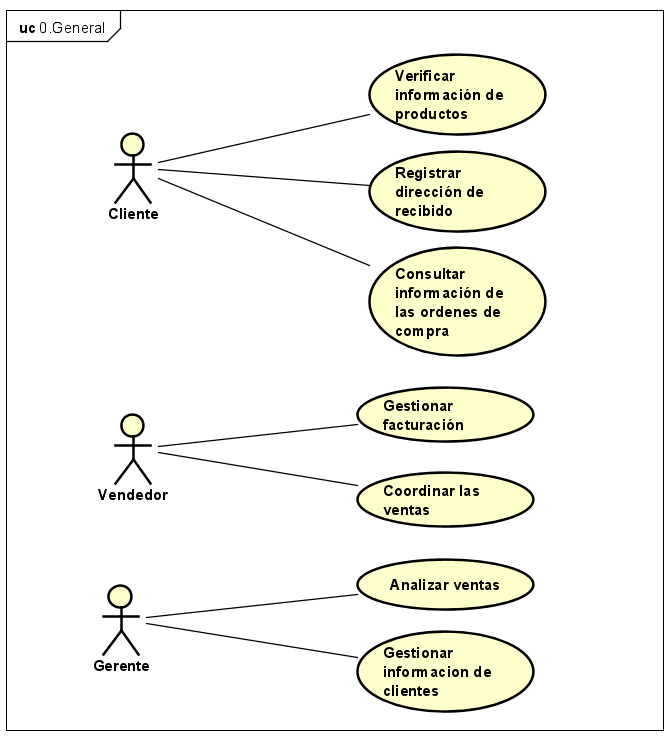 uc 0.General
Verificar
información de
productos
Cliente
Registrar
dirección de
recibido
Consultar
información de
las ordenes de
compra
Vendedor
Gestionar
facturación
Coordinar las
ventas
Gerente
Analizar ventas
Gestionar
informacion de
clientes